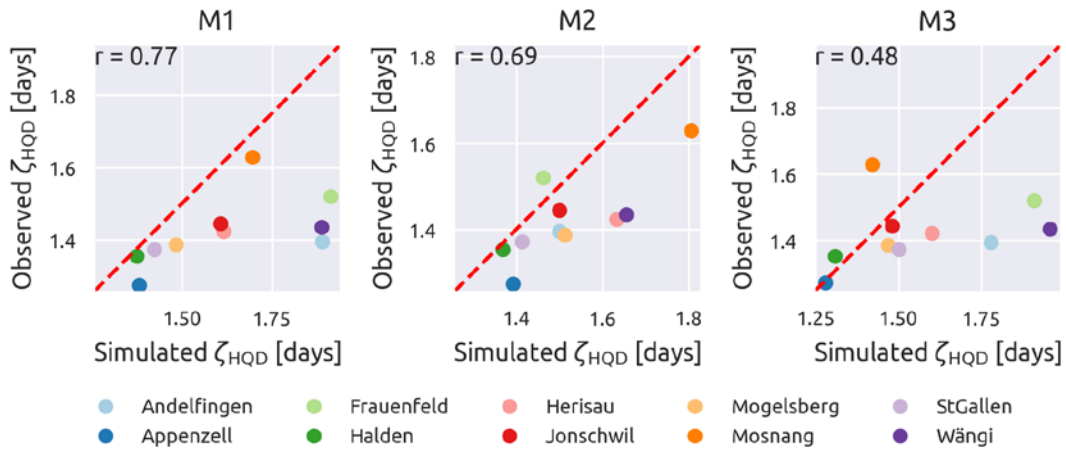 M1 M2 M3
r = 0.77 r = 0.69 r = 0.48
Observed ζHQD [days] Observed ζHQD [days] Observed ζHQD [days]
1.8 1.8 1.8
1.6 1.6 1.6
1.4 1.4 1.4
1.50 1.75 1.4 1.6 1.8 1.25 1.50 1.75
Simulated ζHQD [days] Simulated ζHQD [days] Simulated ζHQD [days]
Andelfingen Frauenfeld Herisau Mogelsberg StGallen
Appenzell Halden Jonschwil Mosnang Wängi